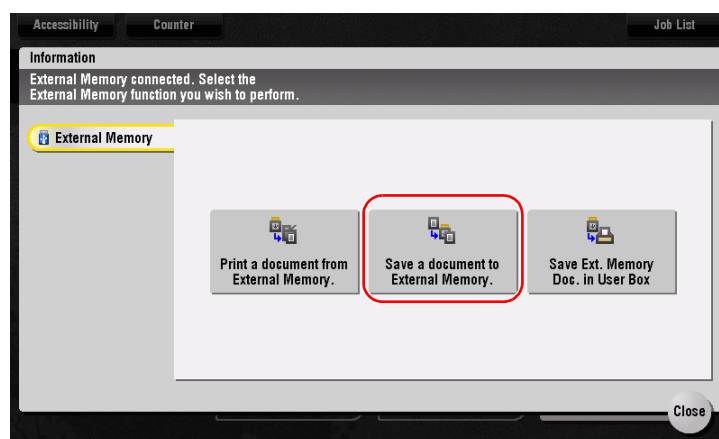 Accessibility Counter Job List
Information
External Memory connected. Select the
External Memory function you wish to perform.
External Memory
Print a document from
External Memory.
Save a document to
External Memory.
Save Ext. Memory
Doc. in User Box
Close